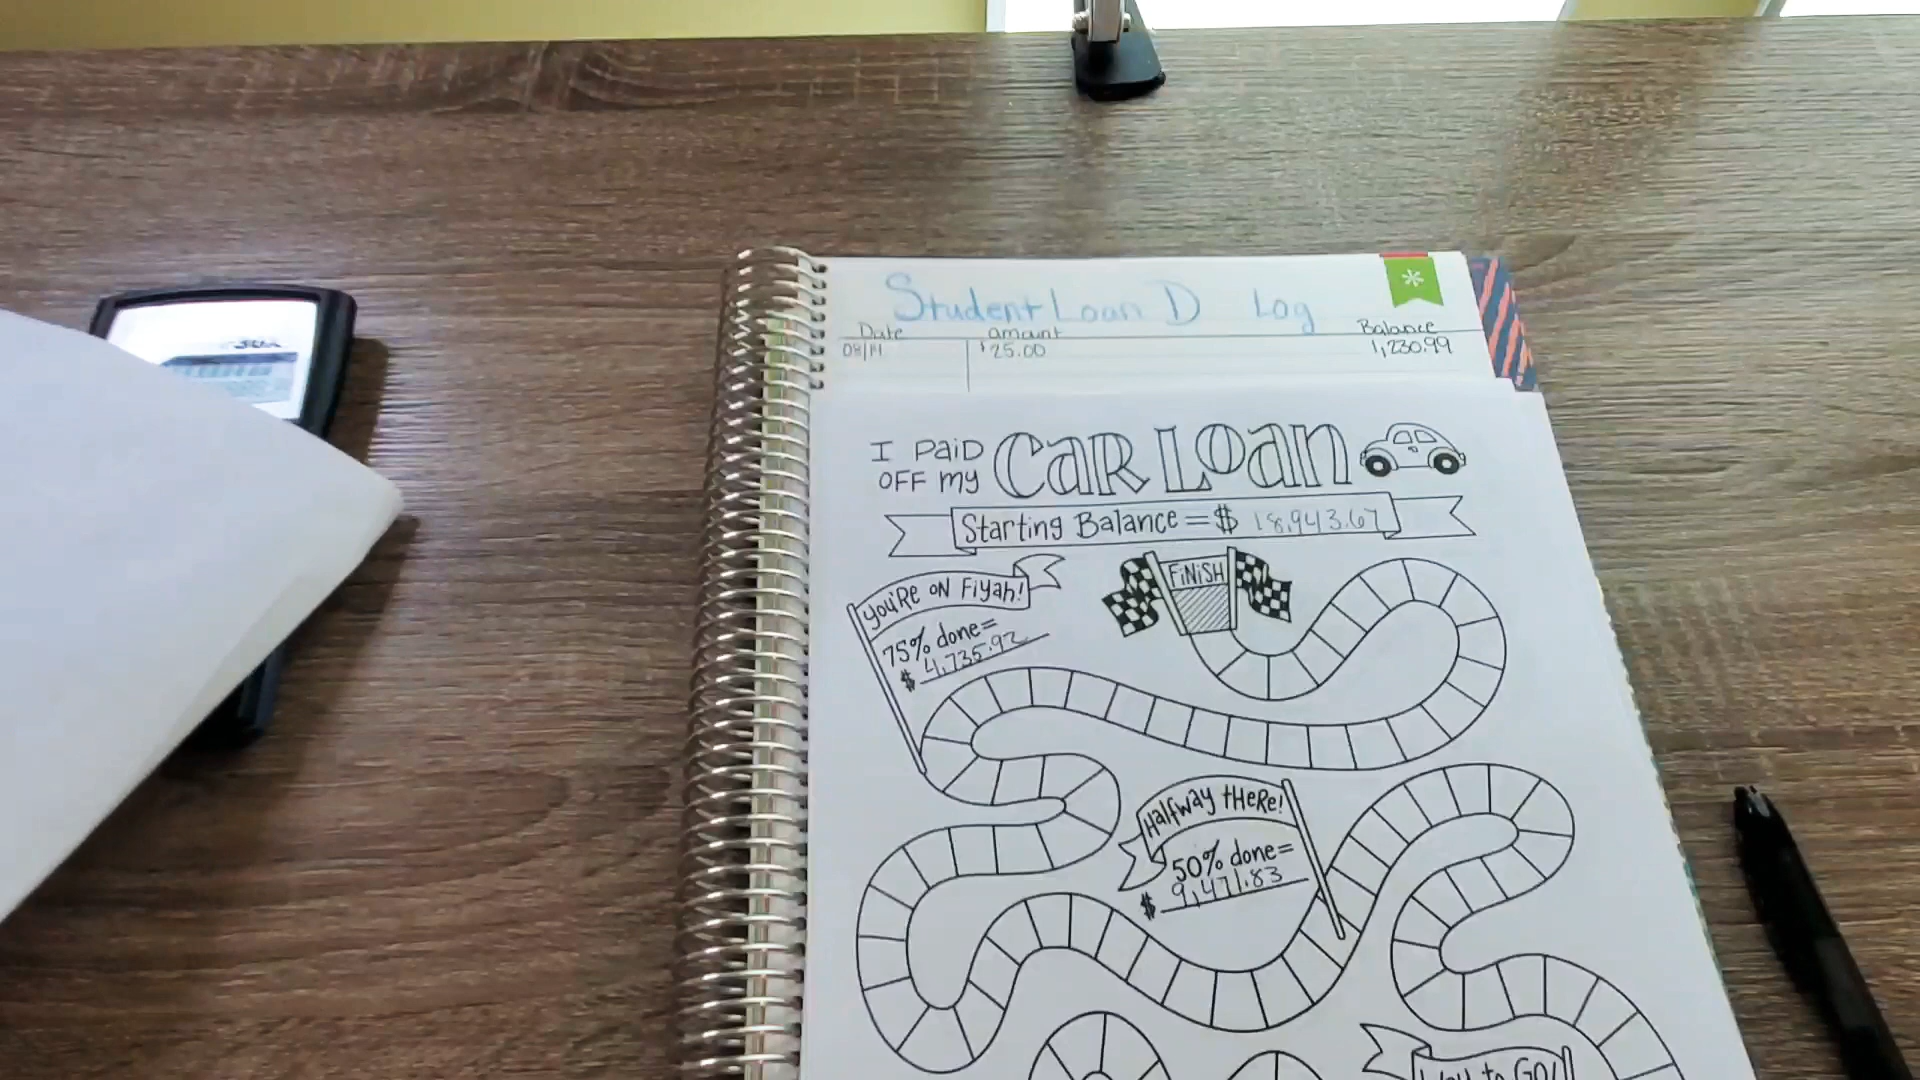 Student Loan D Log
Date amount Balance
08/14 $25.00 1,230.99
I PAID
OFF my CAR LOan
Starting Balance = $ 18,943.67
FINISH
YOU'RE ON FIYAH!
75% done=
$ 4,735.92
HALFWAY THERE!
50% done=
$ 9,471.83